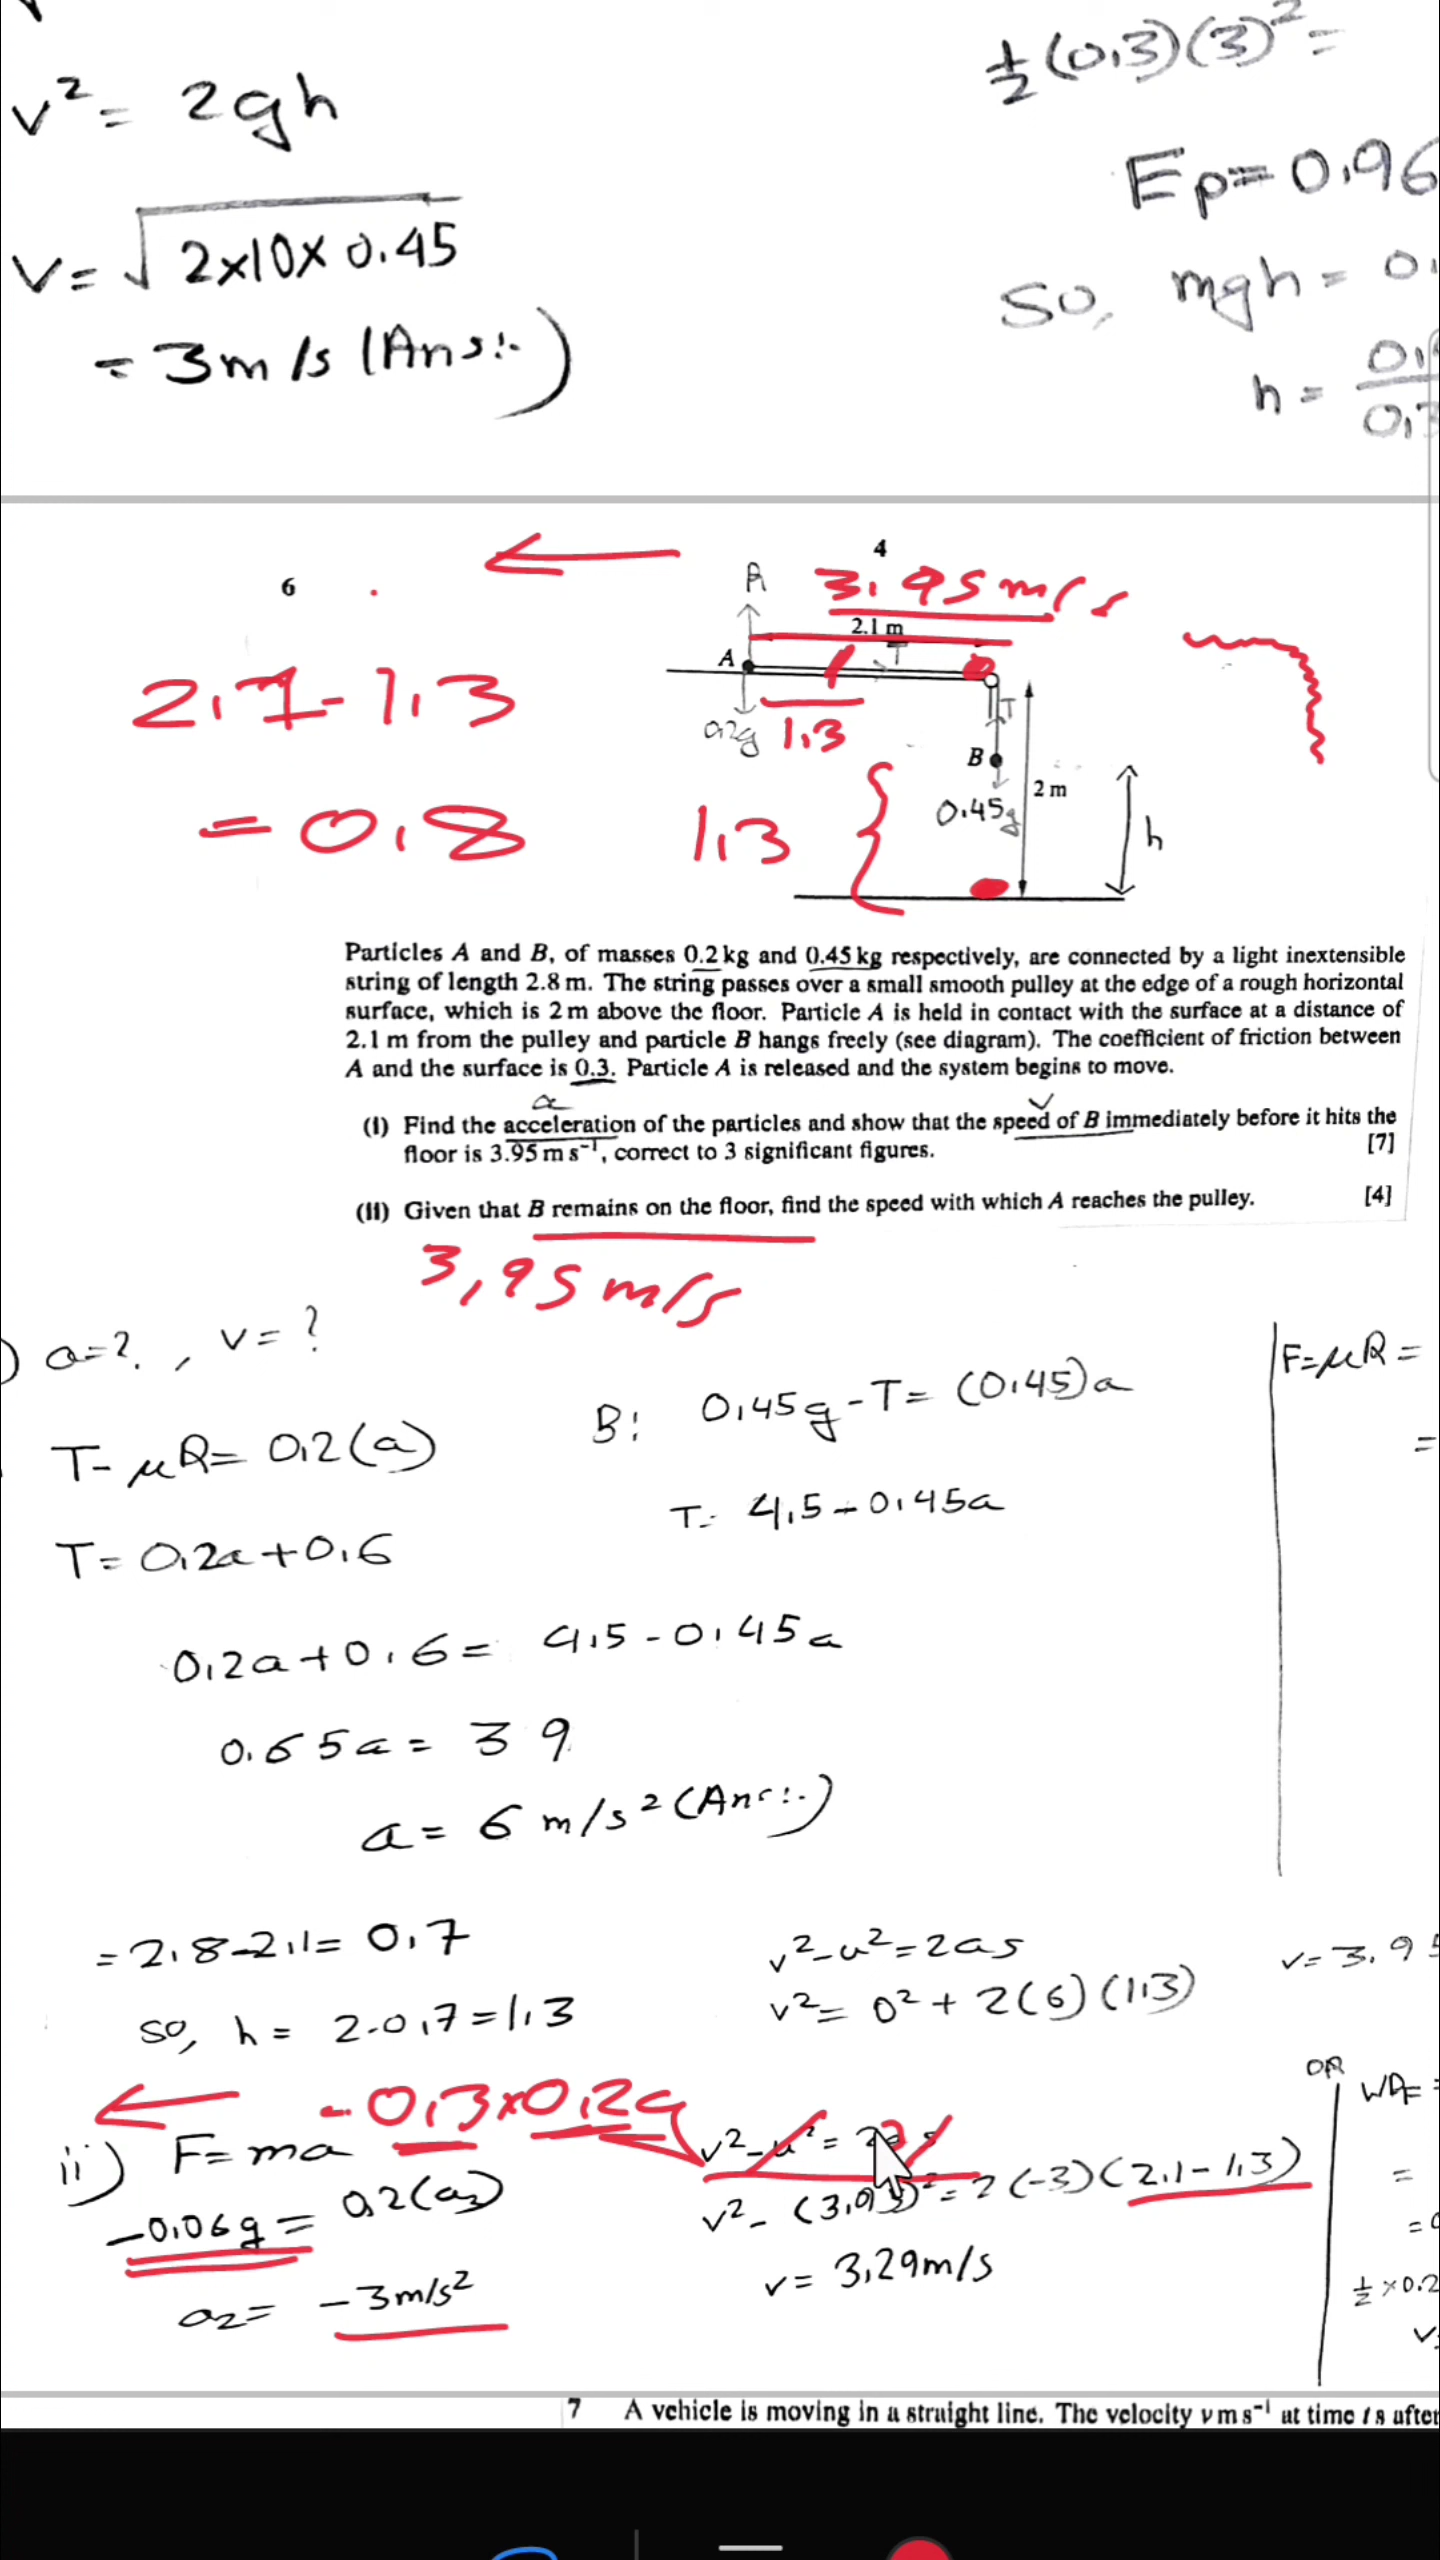 v² = 2gh
v = √2x10x0.45
= 3m/s (Ans:-)
½(0.3)(3)² =
Ep = 0.96
So, mgh = 0.
h =
4
6
3.95 m/s
R
2.1 m
A
T
2.1-1.3
0.2g
1.3
T
B
2 m
0.45g
= 0.8
1.3
h
Particles A and B, of masses 0.2 kg and 0.45 kg respectively, are connected by a light inextensible
string of length 2.8 m. The string passes over a small smooth pulley at the edge of a rough horizontal
surface, which is 2 m above the floor. Particle A is held in contact with the surface at a distance of
2.1 m from the pulley and particle B hangs freely (see diagram). The coefficient of friction between
A and the surface is 0.3. Particle A is released and the system begins to move.
a v
(i) Find the acceleration of the particles and show that the speed of B immediately before it hits the
floor is 3.95 m s⁻¹, correct to 3 significant figures. [7]
(ii) Given that B remains on the floor, find the speed with which A reaches the pulley. [4]
3.95 m/s
) a=?, v=?
F=μR =
B: 0.45g - T = (0.45)a
T - μR = 0.2(a)
=
T = 4.5 - 0.45a
T = 0.2a + 0.6
0.2a + 0.6 = 4.5 - 0.45a
0.65a = 3 9
a = 6 m/s² (Ans:-)
= 2.8-2.1 = 0.7
v²-u²=2as
v = 3.95
v² = 0² + 2(6)(1.3)
so, h = 2-0.7 = 1.3
OR
- 0.3x0.2g
WDF =
ii) F = ma
v²-u² = 2as
-0.06g = 0.2(a₂)
v² - (3.95)² = 2(-3)(2.1-1.3)
=
a₂ = -3m/s²
v = 3.29m/s
½ x 0.2
v
7 A vehicle is moving in a straight line. The velocity v m s⁻¹ at time t s after